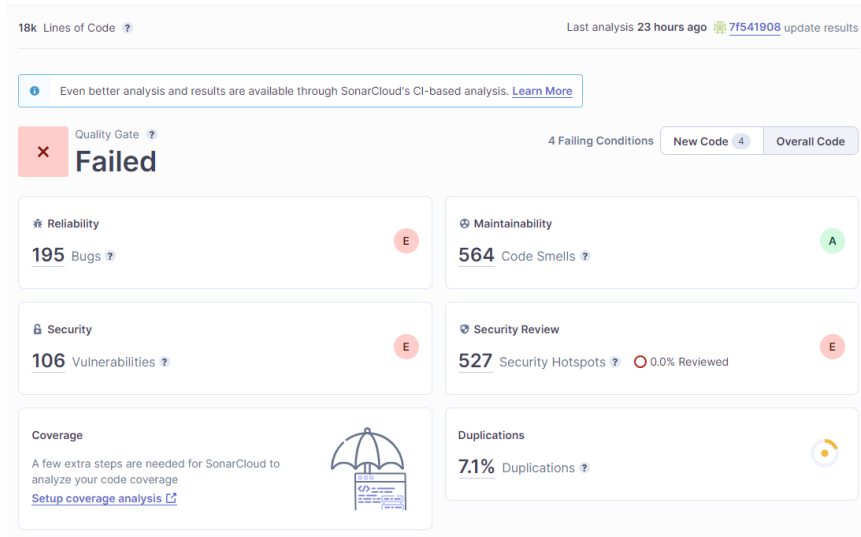 18k Lines of Code ?
Last analysis 23 hours ago 7f541908 update results
Even better analysis and results are available through SonarCloud's CI-based analysis. Learn More
Quality Gate ?
Failed
4 Failing Conditions
New Code 4
Overall Code
Reliability
195 Bugs ?
E
Maintainability
564 Code Smells ?
A
Security
106 Vulnerabilities ?
E
Security Review
527 Security Hotspots ?
0.0% Reviewed
E
Coverage
A few extra steps are needed for SonarCloud to
analyze your code coverage
Setup coverage analysis
Duplications
7.1% Duplications ?